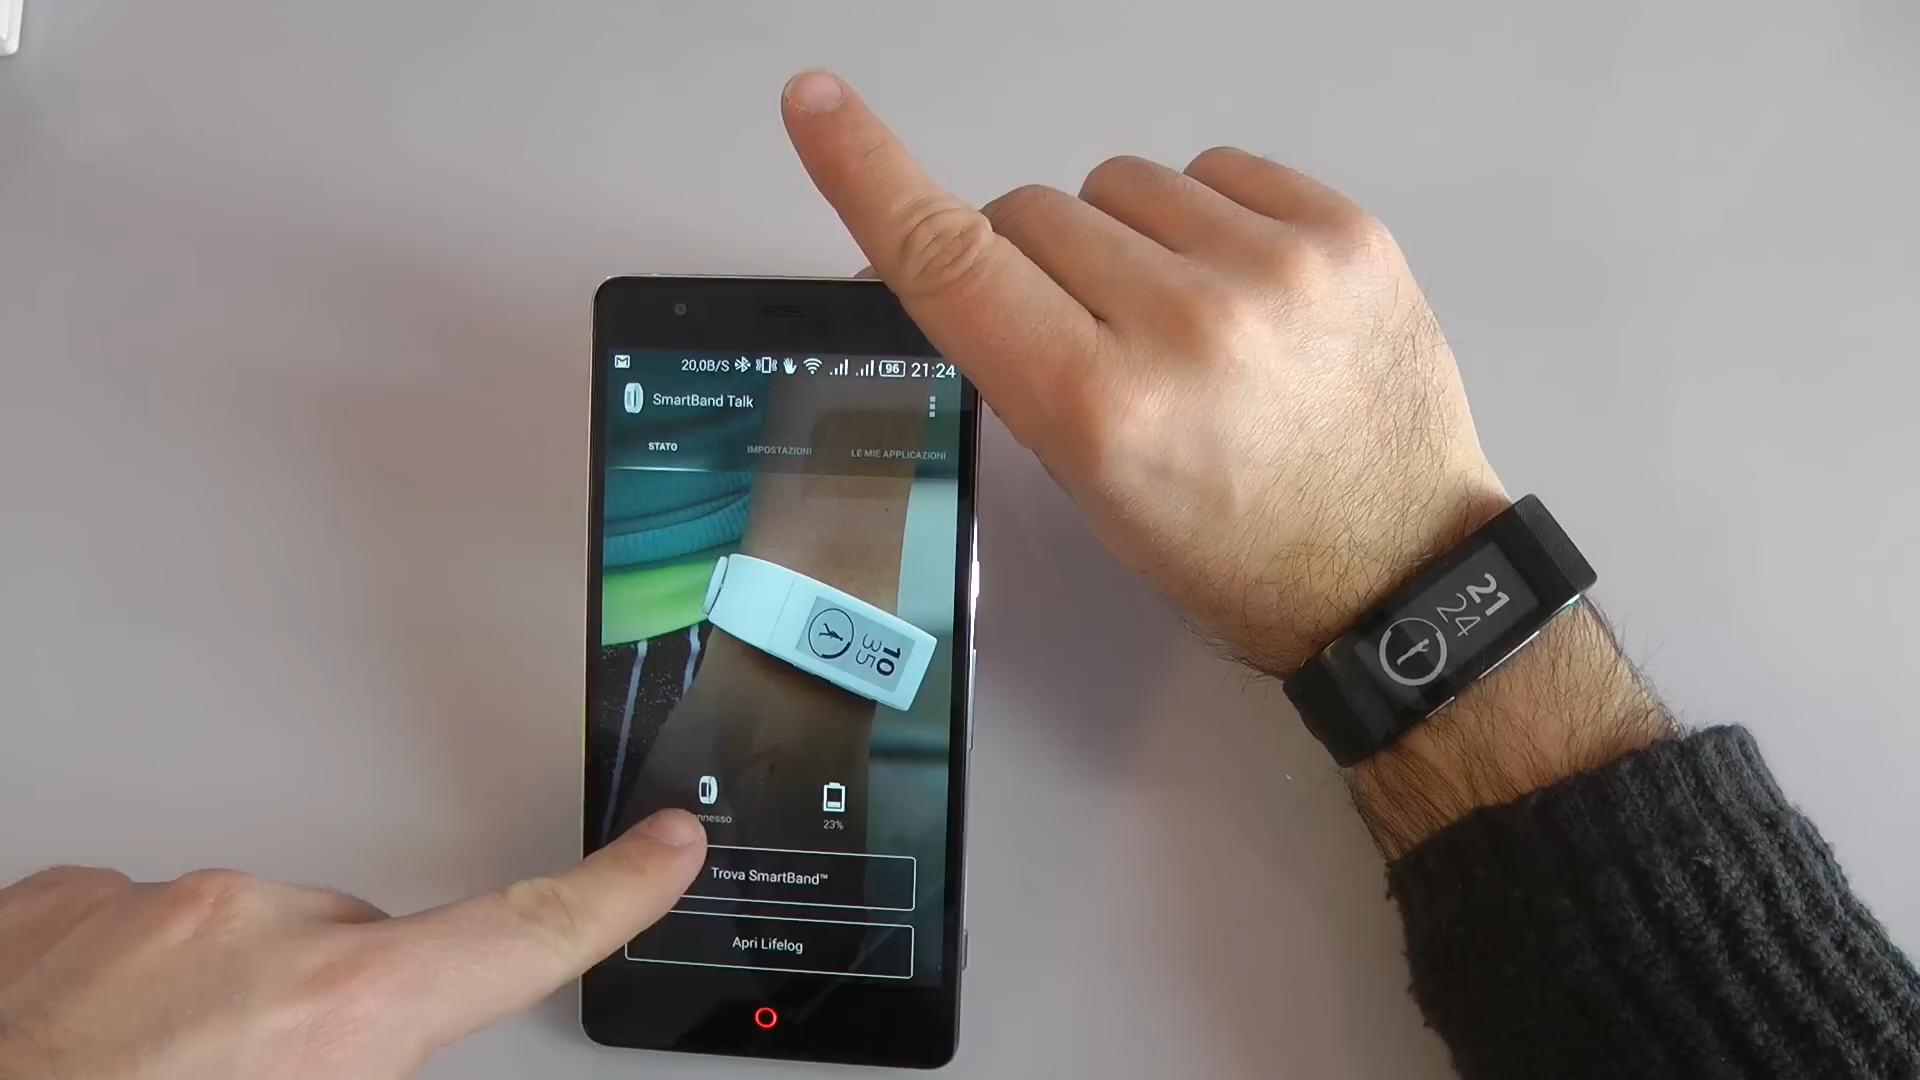 20,0B/S 96 21:24
SmartBand Talk
STATO IMPOSTAZIONI LE MIE APPLICAZIONI
10
35
23%
Trova SmartBand™
Apri Lifelog
21
24